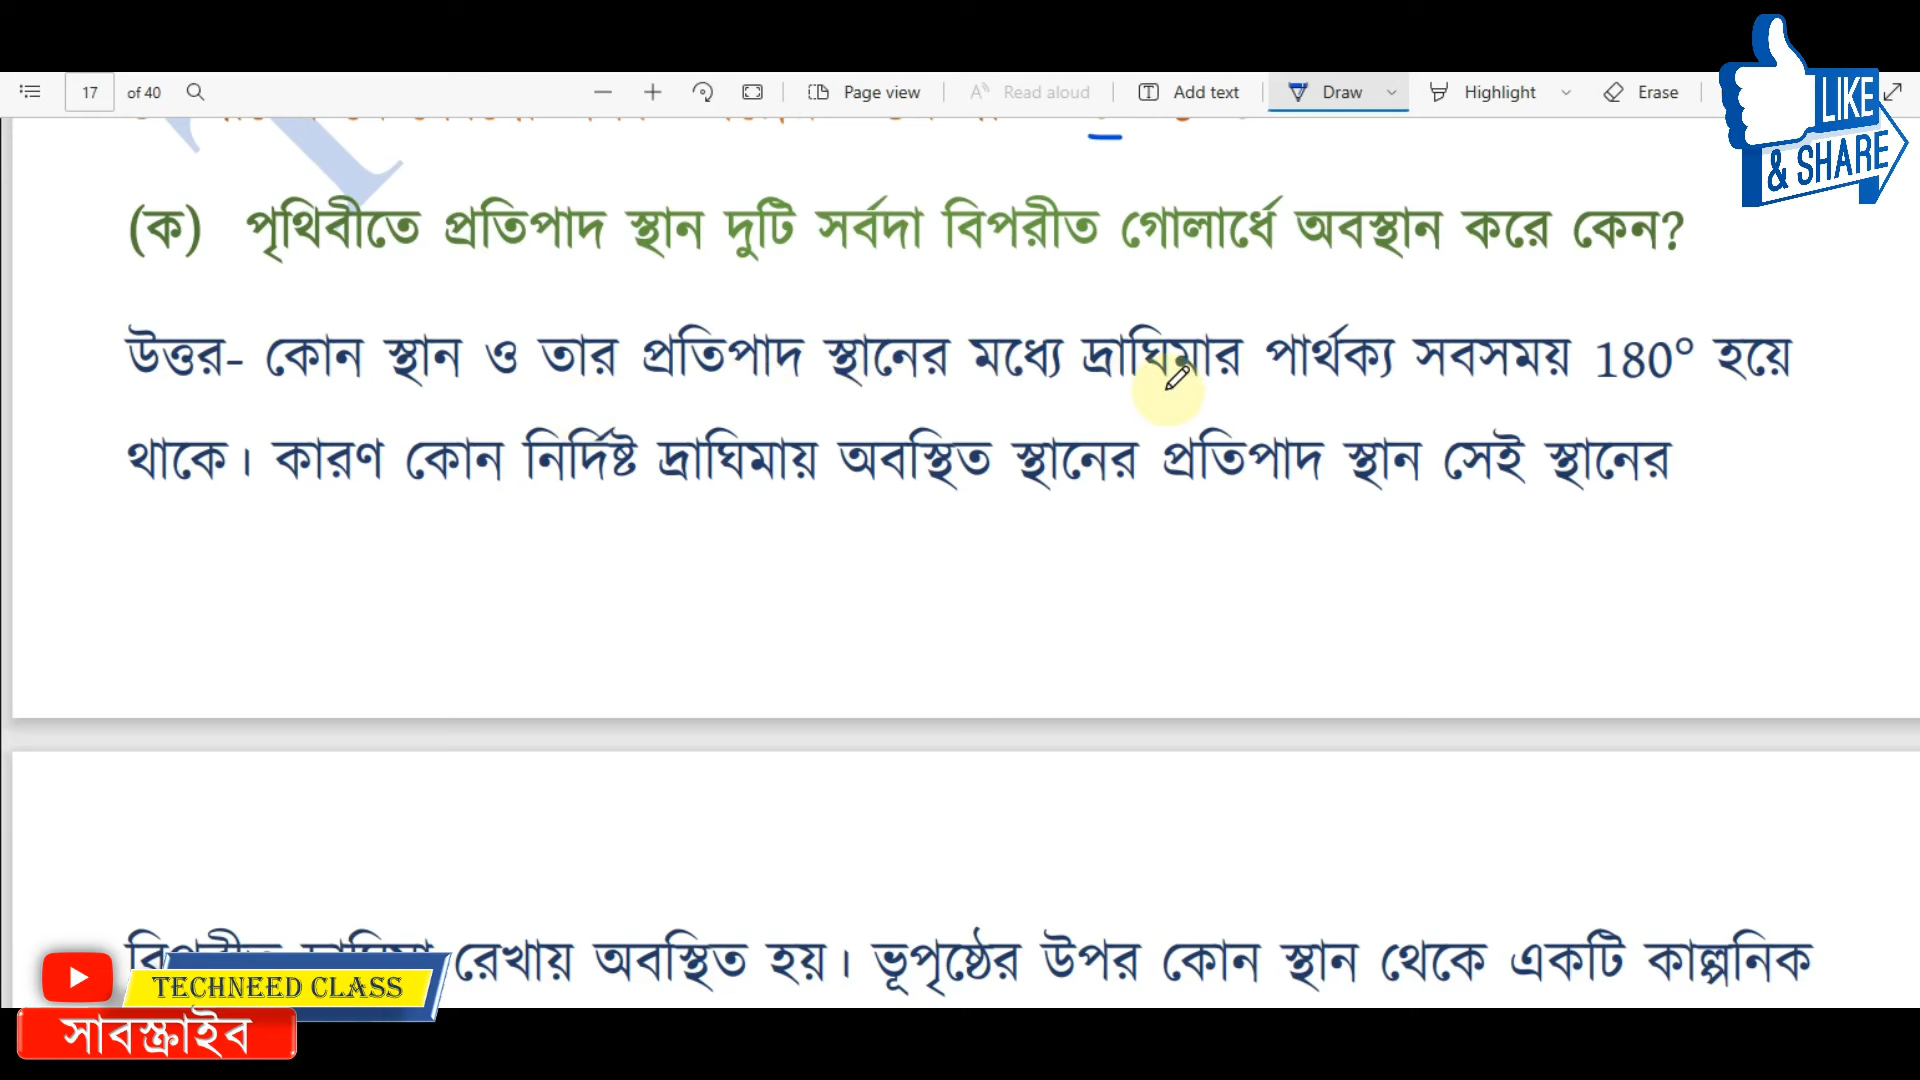 17 of 40 Page view Read aloud Add text Draw Highlight Erase
LIKE
& SHARE
(ক) পৃথিবীতে প্রতিপাদ স্থান দুটি সর্বদা বিপরীত গোলার্ধে অবস্থান করে কেন?
উত্তর- কোন স্থান ও তার প্রতিপাদ স্থানের মধ্যে দ্রাঘিমার পার্থক্য সবসময় 180° হয়ে
থাকে। কারণ কোন নির্দিষ্ট দ্রাঘিমায় অবস্থিত স্থানের প্রতিপাদ স্থান সেই স্থানের
রেখায় অবস্থিত হয়। ভূপৃষ্ঠের উপর কোন স্থান থেকে একটি কাল্পনিক
TECHNEED CLASS
সাবস্ক্রাইব